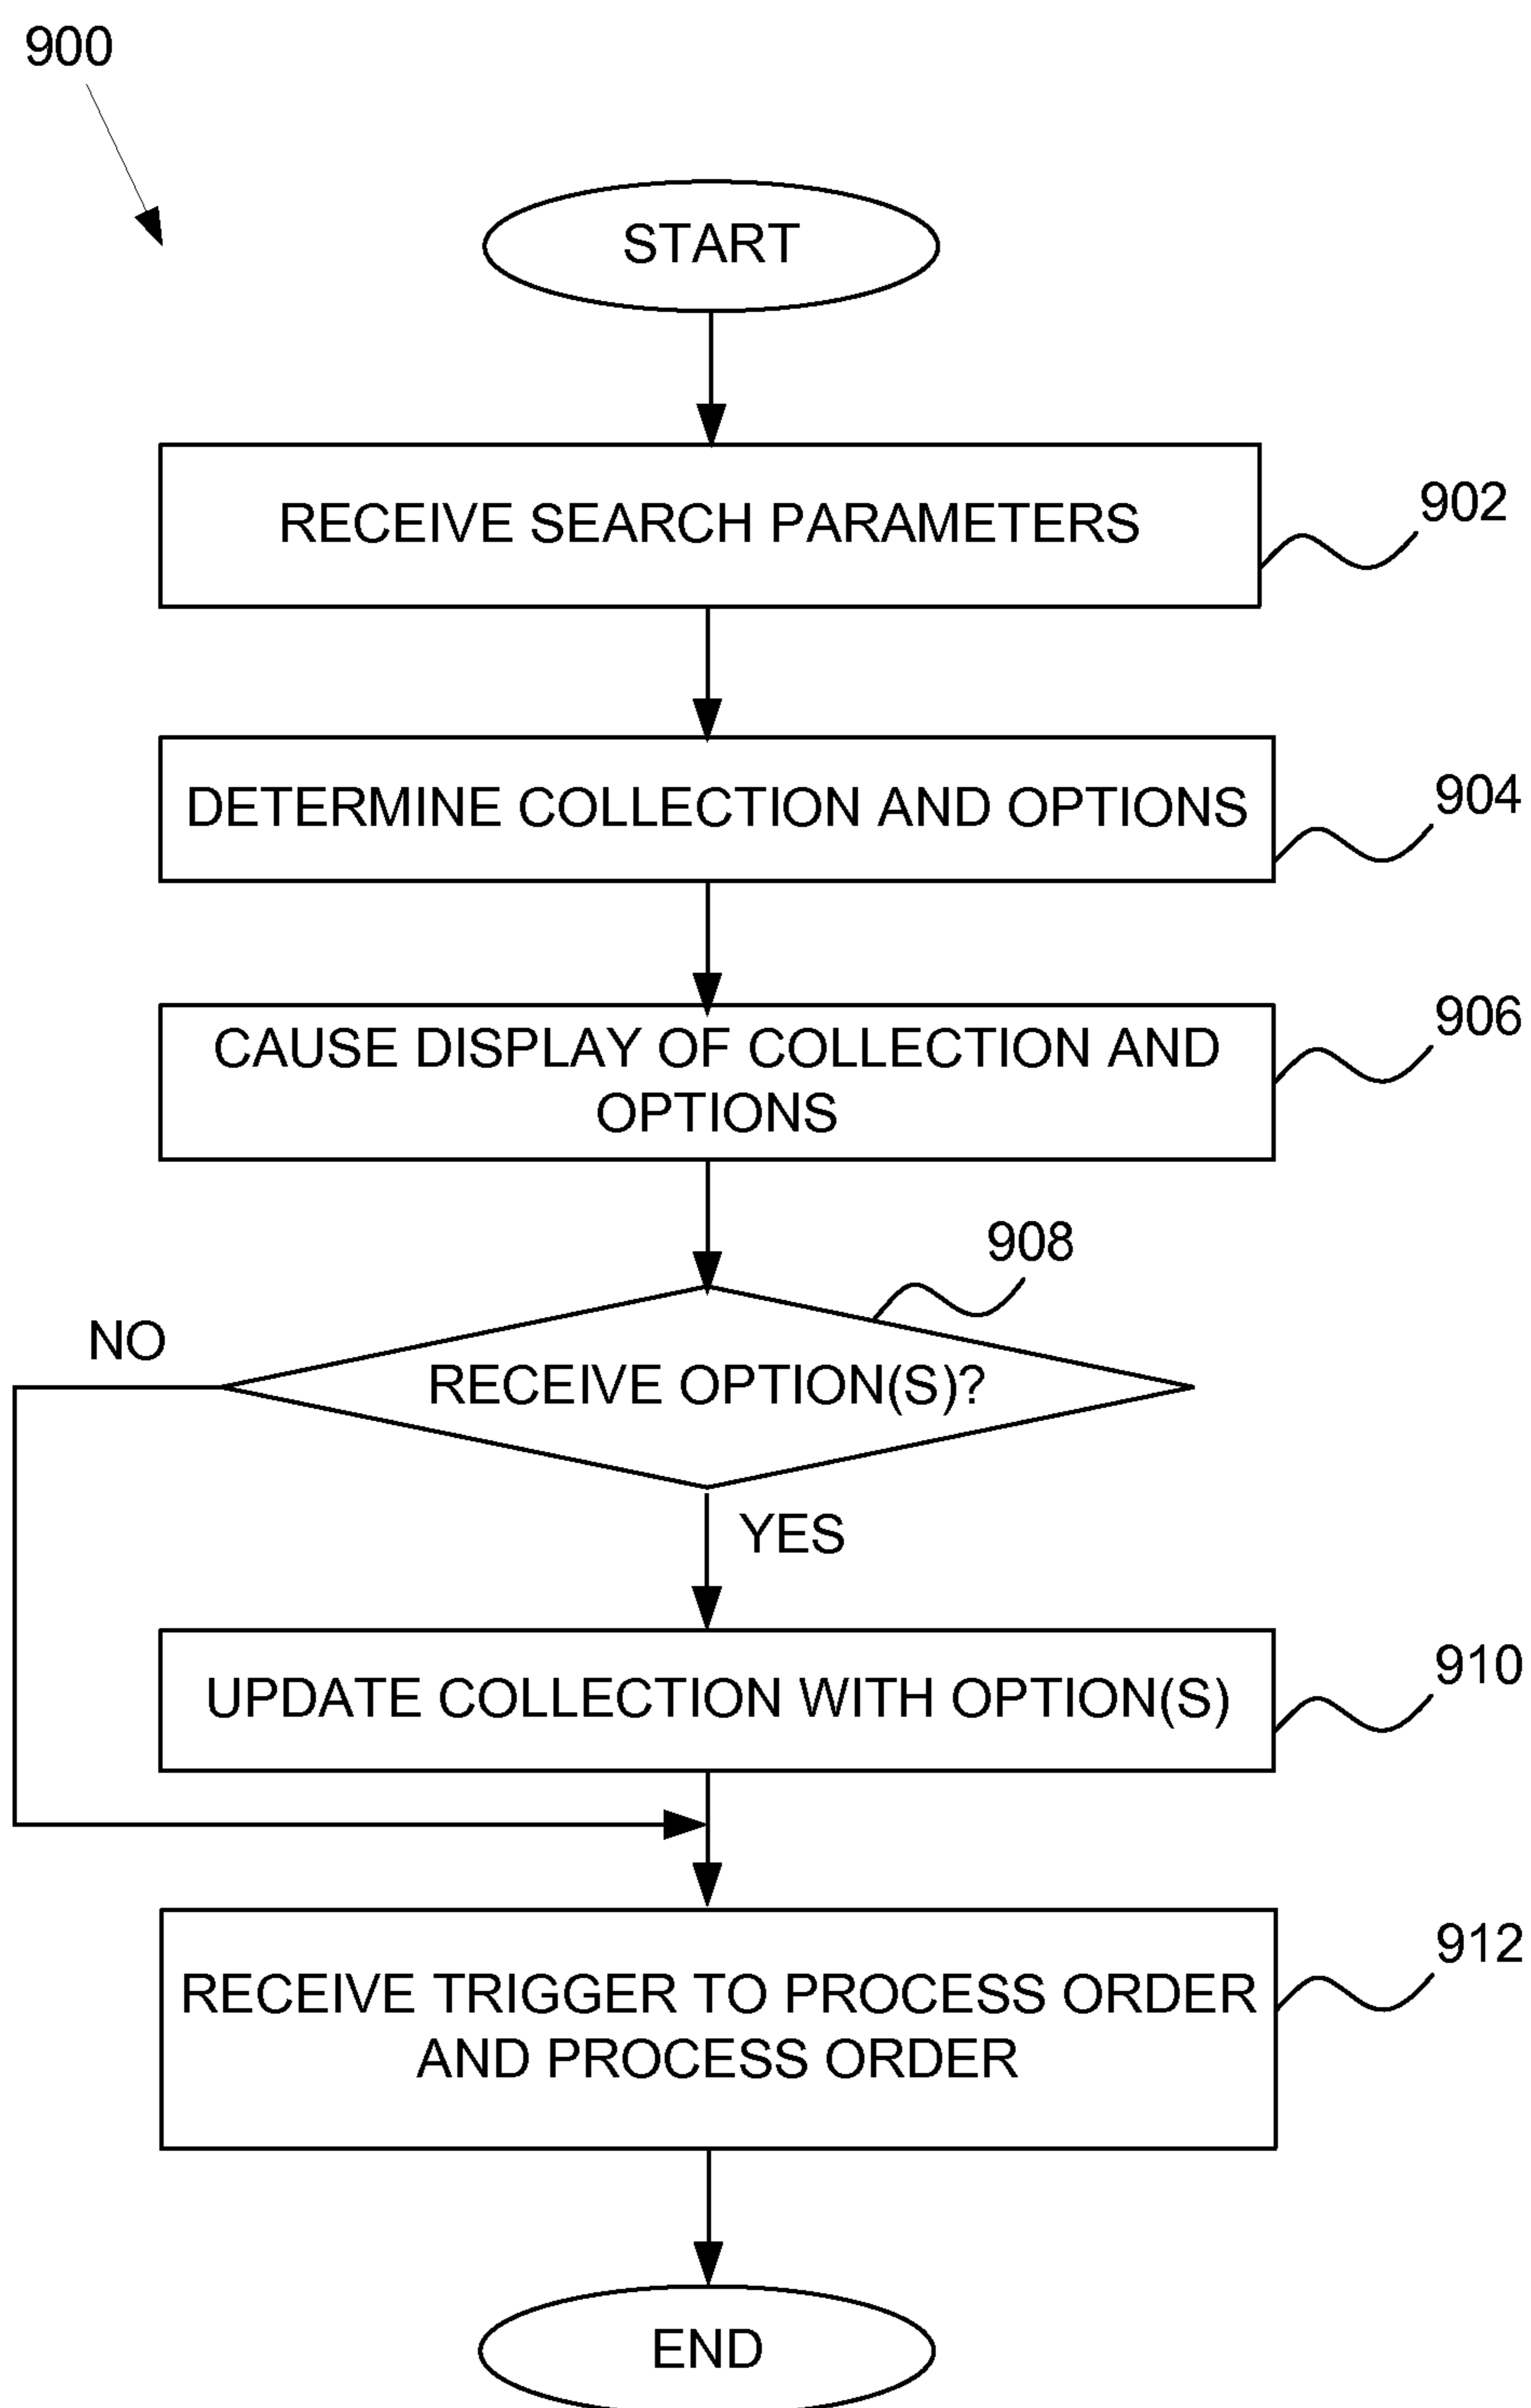 900
START
RECEIVE SEARCH PARAMETERS
902
DETERMINE COLLECTION AND OPTIONS
904
CAUSE DISPLAY OF COLLECTION AND
OPTIONS
906
908
RECEIVE OPTION(S)?
NO
YES
UPDATE COLLECTION WITH OPTION(S)
910
RECEIVE TRIGGER TO PROCESS ORDER
AND PROCESS ORDER
912
END